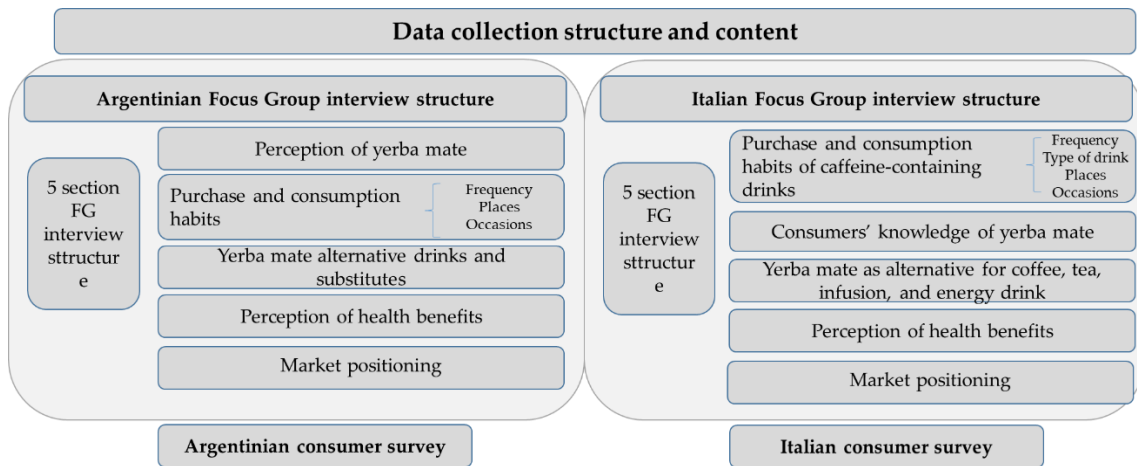 Data collection structure and content
Argentinian Focus Group interview structure
5 section
FG
interview
sttructur
e
Perception of yerba mate
Purchase and consumption
habits
Frequency
Places
Occasions
Yerba mate alternative drinks and
substitutes
Perception of health benefits
Market positioning
Argentinian consumer survey
Italian Focus Group interview structure
5 section
FG
interview
sttructur
e
Purchase and consumption
habits of caffeine-containing
drinks
Frequency
Type of drink
Places
Occasions
Consumers’ knowledge of yerba mate
Yerba mate as alternative for coffee, tea,
infusion, and energy drink
Perception of health benefits
Market positioning
Italian consumer survey